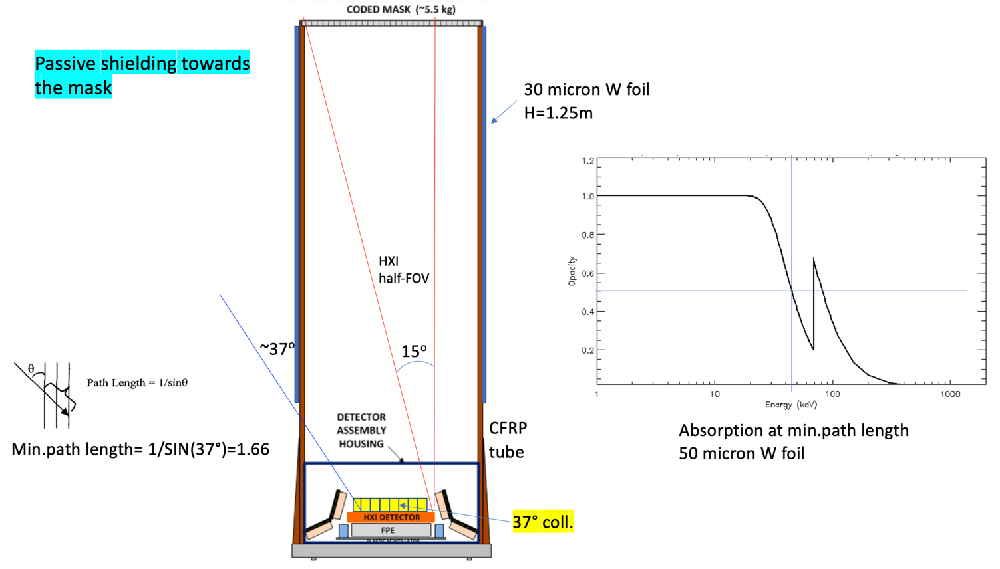 CODED MASK (~5.5 kg)
Passive shielding towards
the mask
30 micron W foil
H=1.25m
HXI
half-FOV
~37º
15º
θ
Path Length = 1/sinθ
Min.path length= 1/SIN(37°)=1.66
DETECTOR
ASSEMBLY
HOUSING
CFRP
tube
HXI DETECTOR
FPE
PLASTIC SCINTILLATOR
37° coll.
1.2
1.0
0.8
0.6
0.4
0.2
Opacity
1
10
100
1000
Energy (keV)
Absorption at min.path length
50 micron W foil